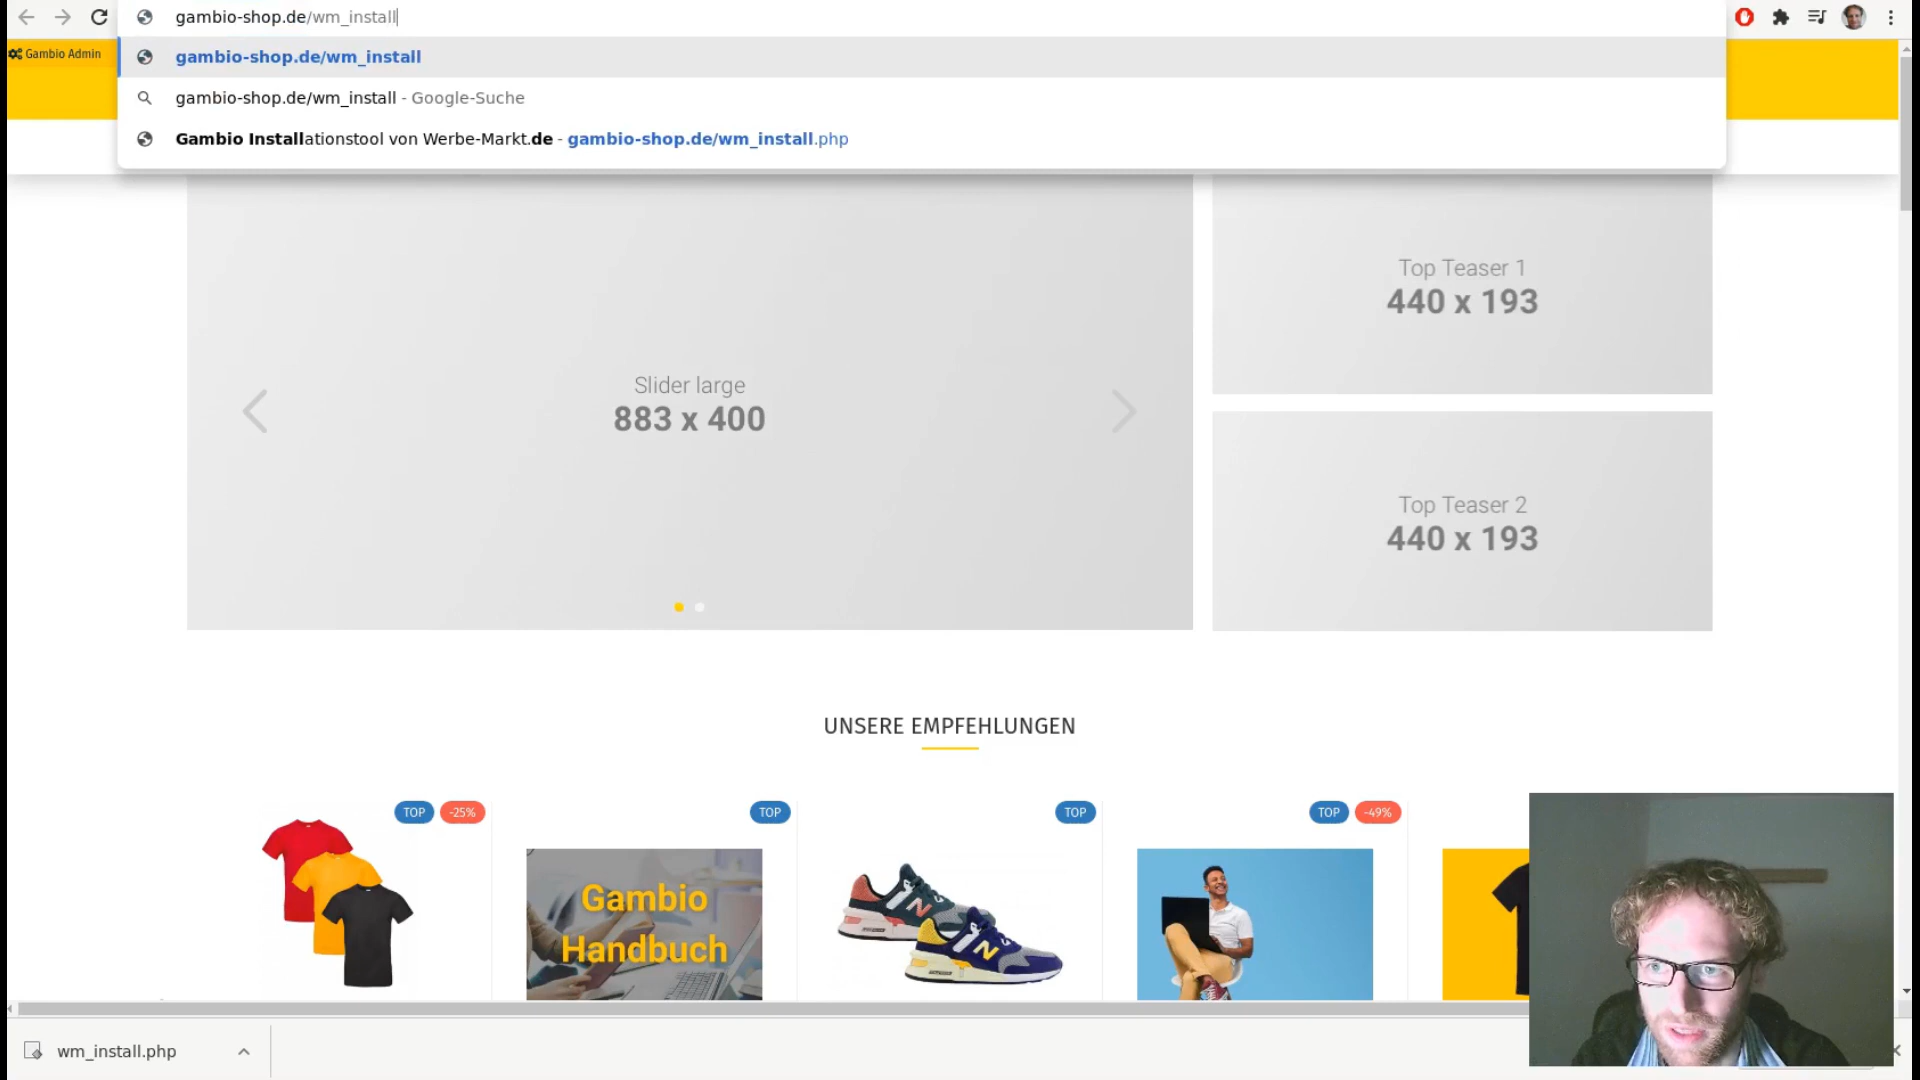 gambio-shop.de/wm_install
Gambio Admin
gambio-shop.de/wm_install
gambio-shop.de/wm_install - Google-Suche
Gambio Installationstool von Werbe-Markt.de - gambio-shop.de/wm_install.php
Slider large
883 x 400
Top Teaser 1
440 x 193
Top Teaser 2
440 x 193
UNSERE EMPFEHLUNGEN
TOP -25%
TOP
TOP
TOP -49%
Gambio
Handbuch
N
N
wm_install.php